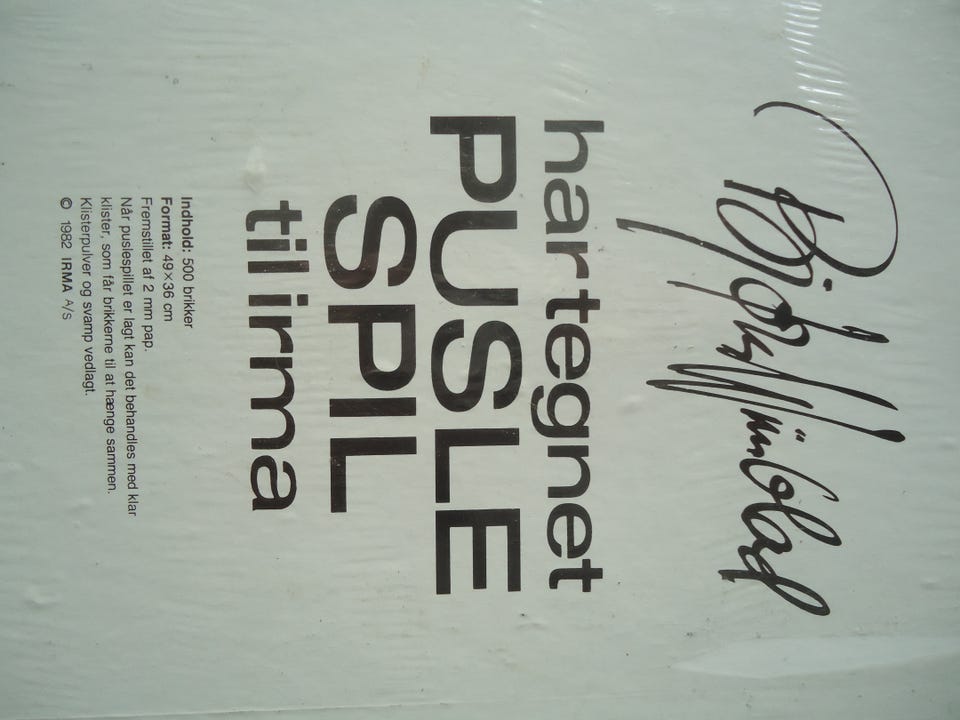 Bjørn Wiinblad
har tegnet
PUSLE
SPIL
til irma
Indhold: 500 brikker
Format: 49×36 cm
Fremstillet af 2 mm pap.
Når puslespillet er lagt kan det behandles med klar
klister, som får brikkerne til at hænge sammen.
Klisterpulver og svamp vedlagt.
© 1982 IRMA A/S